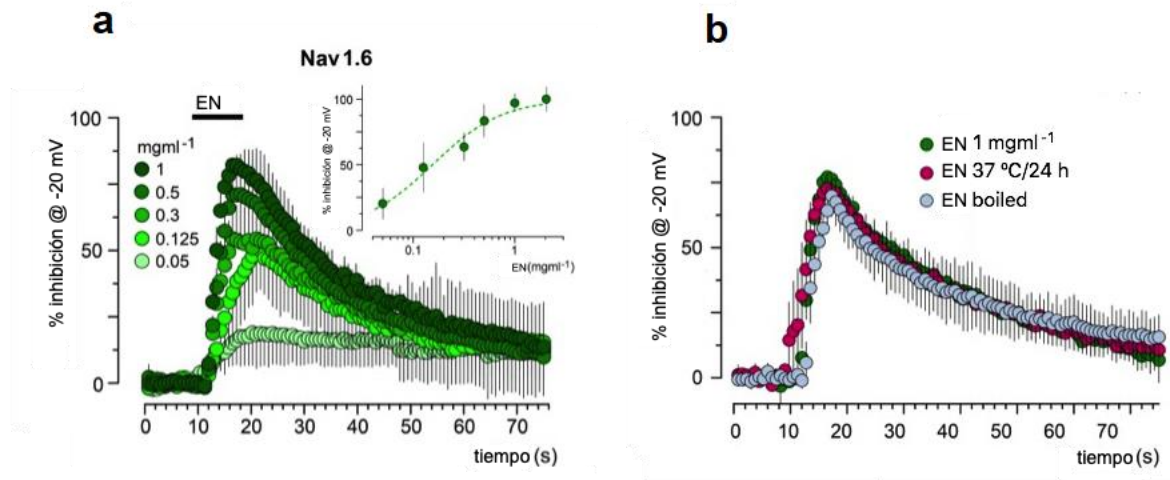 a
Nav 1.6
EN
% inhibición @ -20 mV
100
50
0
mgml⁻¹
1
0.5
0.3
0.125
0.05
0 10 20 30 40 50 60 70
tiempo (s)
% inhibición @ -20 mV
100
50
0
0.1 1
EN(mgml⁻¹)
b
% inhibición @ -20 mV
100
50
0
EN 1 mgml⁻¹
EN 37 ºC/24 h
EN boiled
0 10 20 30 40 50 60 70
tiempo (s)